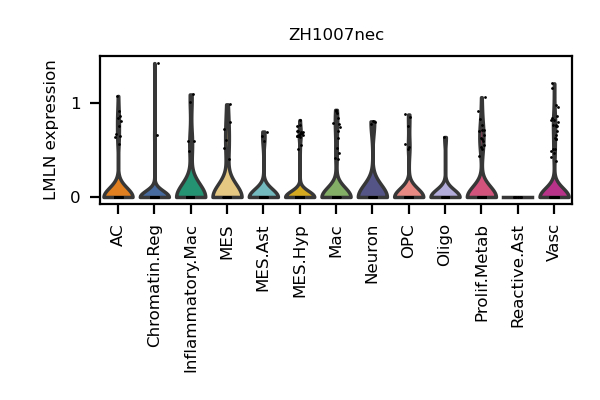 ZH1007nec
LMLN expression
1
0
AC
Chromatin.Reg
Inflammatory.Mac
MES
MES.Ast
MES.Hyp
Mac
Neuron
OPC
Oligo
Prolif.Metab
Reactive.Ast
Vasc